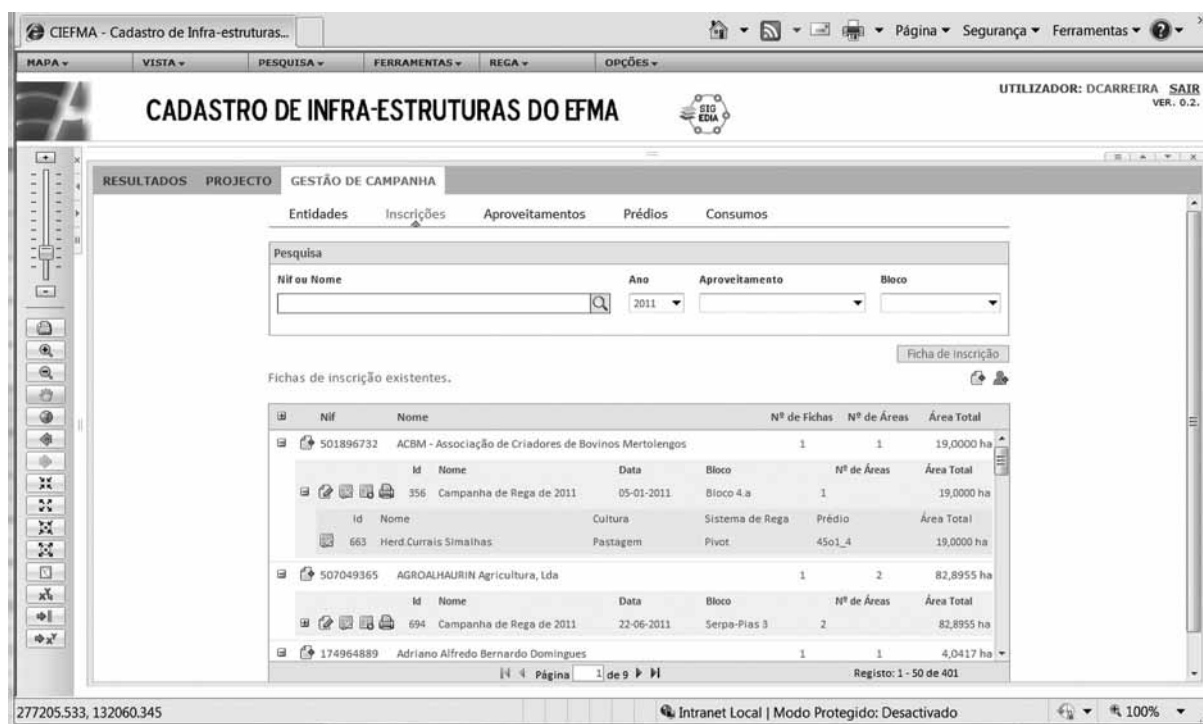 CIEFMA - Cadastro de Infra-estruturas...
Página Segurança Ferramentas
MAPA VISTA PESQUISA FERRAMENTAS REGA OPÇÕES
CADASTRO DE INFRA-ESTRUTURAS DO EFMA
SIG EDIA
UTILIZADOR: DCARREIRA SAIR
VER. 0.2.
RESULTADOS PROJECTO GESTÃO DE CAMPANHA
Entidades Inscrições Aproveitamentos Prédios Consumos
Pesquisa
Nif ou Nome Ano Aproveitamento Bloco
2011
Ficha de inscrição
Fichas de inscrição existentes.
Nif Nome Nº de Fichas Nº de Áreas Área Total
501896732 ACBM - Associação de Criadores de Bovinos Mertolengos 1 1 19,0000 ha
Id Nome Data Bloco Nº de Áreas Área Total
356 Campanha de Rega de 2011 05-01-2011 Bloco 4.a 1 19,0000 ha
Id Nome Cultura Sistema de Rega Prédio Área Total
663 Herd.Currais Simalhas Pastagem Pivot 45o1_4 19,0000 ha
507049365 AGROALHAURIN Agricultura, Lda 1 2 82,8955 ha
Id Nome Data Bloco Nº de Áreas Área Total
694 Campanha de Rega de 2011 22-06-2011 Serpa-Pias 3 2 82,8955 ha
174964889 Adriano Alfredo Bernardo Domingues 1 1 4,0417 ha
Página 1 de 9 Registo: 1 - 50 de 401
277205.533, 132060.345 Intranet Local | Modo Protegido: Desactivado 100%